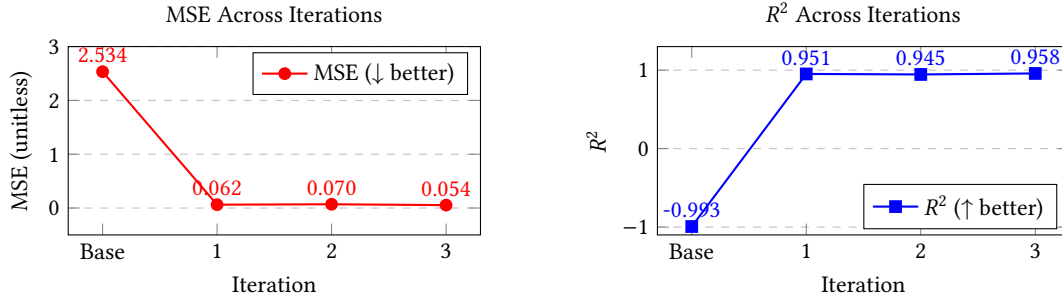 MSE Across Iterations
3
2
1
0
MSE (unitless)
2.534
0.062
0.070
0.054
MSE (↓ better)
Base 1 2 3
Iteration
R² Across Iterations
1
0
−1
R²
-0.993
0.951
0.945
0.958
R² (↑ better)
Base 1 2 3
Iteration